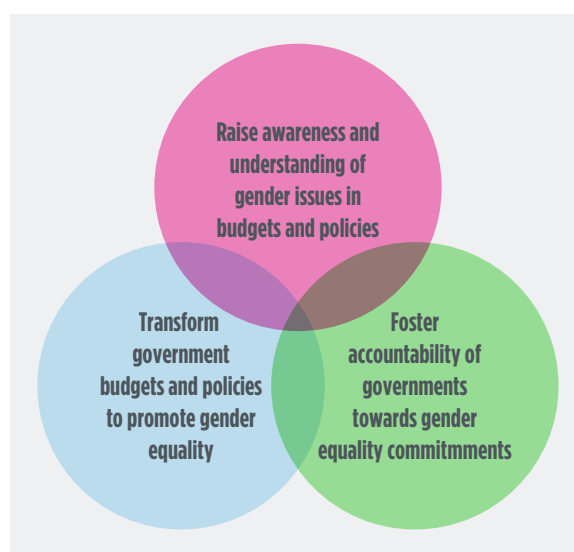 Raise awareness and
understanding of
gender issues in
budgets and policies
Transform
government
budgets and policies
to promote gender
equality
Foster
accountability of
governments
towards gender
equality commitmments